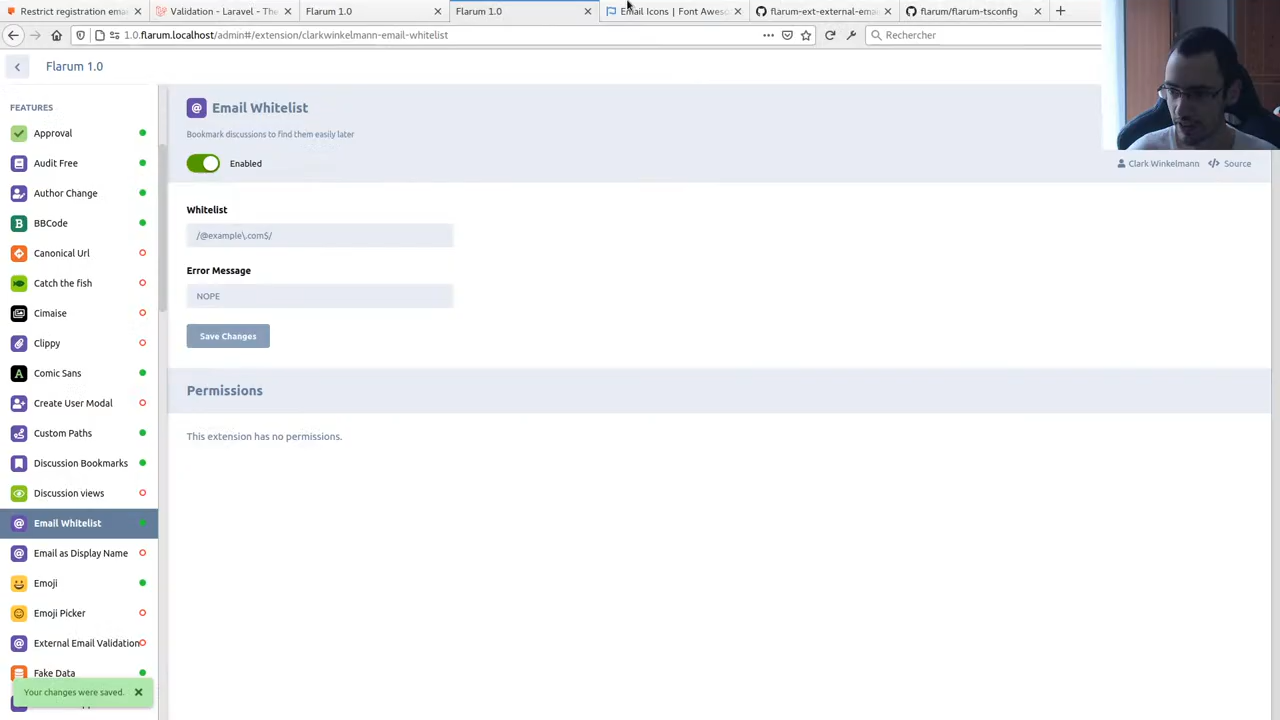 Restrict registration emai
Validation - Laravel - The
Flarum 1.0
Flarum 1.0
Email Icons | Font Aweso
flarum-ext-external-emai
flarum/flarum-tsconfig
1.0.flarum.localhost/admin#/extension/clarkwinkelmann-email-whitelist
Rechercher
Flarum 1.0
FEATURES
Approval
Audit Free
Author Change
BBCode
Canonical Url
Catch the fish
Cimaise
Clippy
Comic Sans
Create User Modal
Custom Paths
Discussion Bookmarks
Discussion views
Email Whitelist
Email as Display Name
Emoji
Emoji Picker
External Email Validation
Fake Data
Your changes were saved.
Email Whitelist
Bookmark discussions to find them easily later
Enabled
Clark Winkelmann
Source
Whitelist
/@example\.com$/
Error Message
NOPE
Save Changes
Permissions
This extension has no permissions.